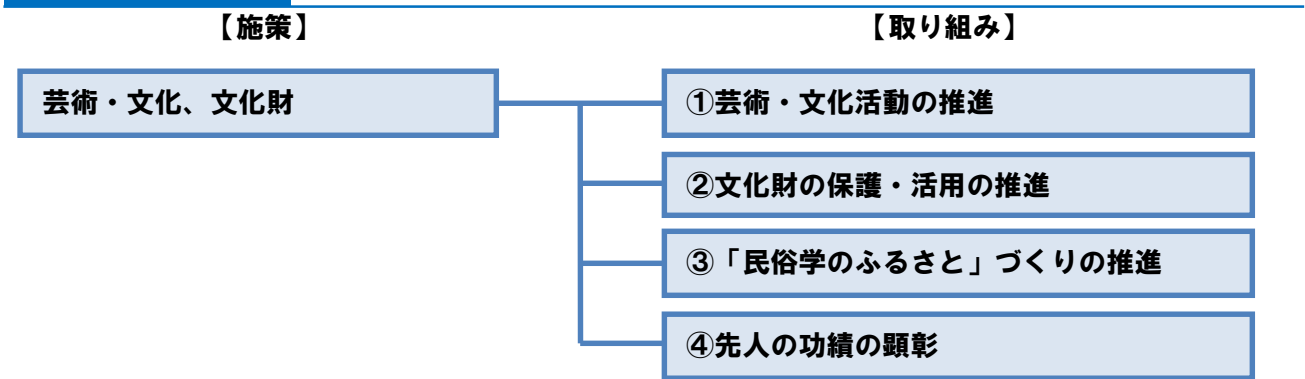 【施策】
【取り組み】
芸術・文化、文化財
①芸術・文化活動の推進
②文化財の保護・活用の推進
③「民俗学のふるさと」づくりの推進
④先人の功績の顕彰